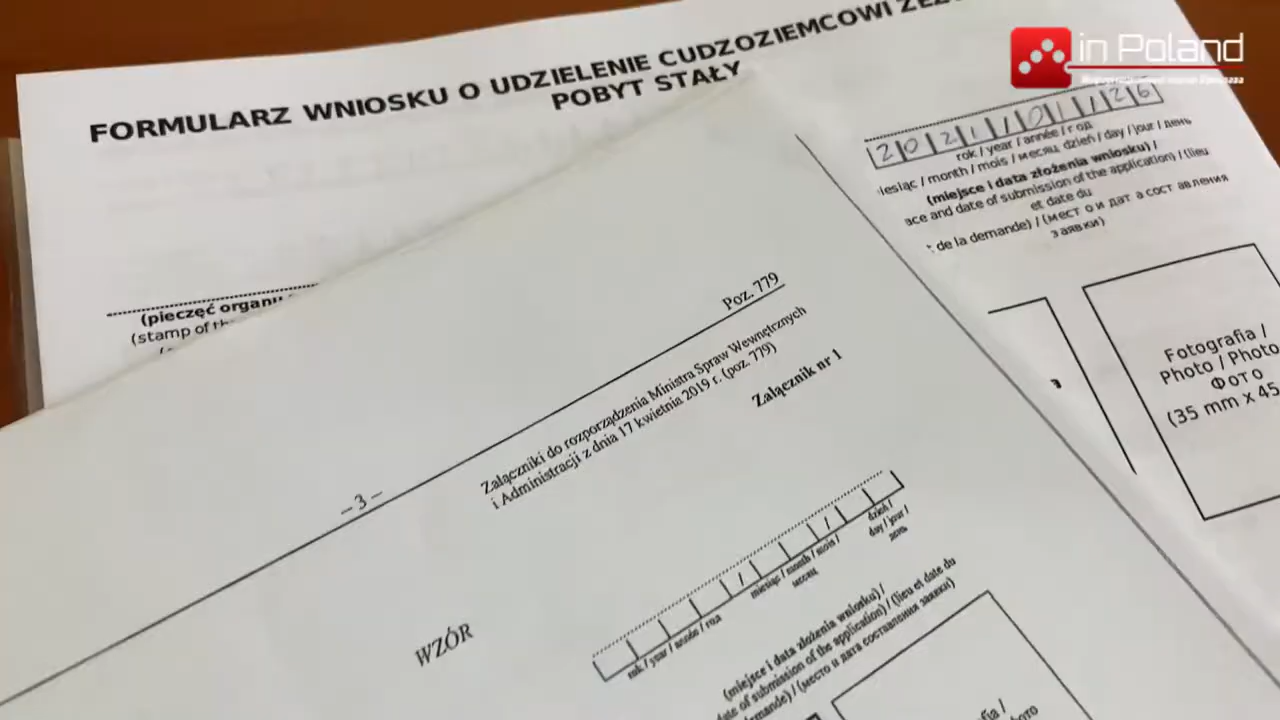 FORMULARZ WNIOSKU O UDZIELENIE CUDZOZIEMCOWI
POBYT STAŁY
in Poland
2021/01/26
rok / year / année / год
/ month / mois / месяц dzień / day / jour / день
(miejsce i data złożenia wniosku) /
and date of submission of the application) / (lieu
et date du
de la demande) / (место и дата составления
заявки)
(pieczęć organu
(stamp of
Fotografia /
Photo / Photo
Фото
(35 mm x 45
Poz. 779
– 3 –
Załączniki do rozporządzenia Ministra Spraw Wewnętrznych
i Administracji z dnia 17 kwietnia 2019 r. (poz. 779)
Załącznik nr 1
WZÓR
/ /
rok / year / année / год
miesiąc / month / mois /
месяц
dzień /
day / jour /
день
(miejsce i data złożenia wniosku) /
date of submission of the application) / (lieu et date du
demande) / (место и дата составления заявки)